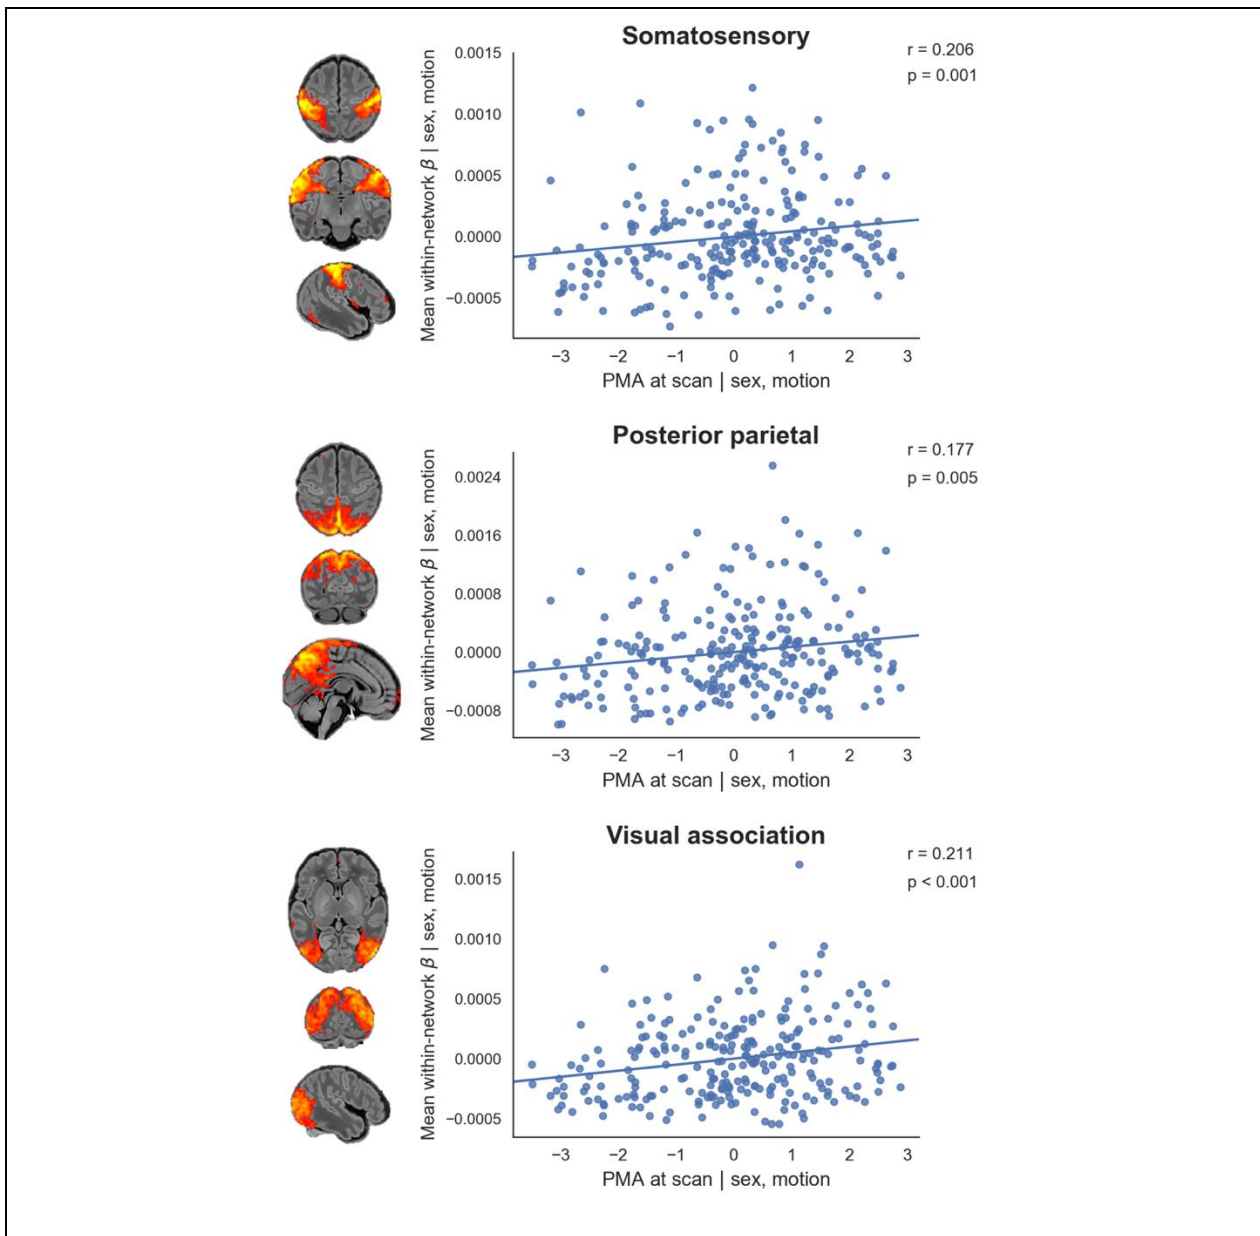 Somatosensory
r = 0.206
p = 0.001
Mean within-network β | sex, motion
0.0015
0.0010
0.0005
0.0000
−0.0005
−3 −2 −1 0 1 2 3
PMA at scan | sex, motion
Posterior parietal
r = 0.177
p = 0.005
Mean within-network β | sex, motion
0.0024
0.0016
0.0008
0.0000
−0.0008
−3 −2 −1 0 1 2 3
PMA at scan | sex, motion
Visual association
r = 0.211
p < 0.001
Mean within-network β | sex, motion
0.0015
0.0010
0.0005
0.0000
−0.0005
−3 −2 −1 0 1 2 3
PMA at scan | sex, motion